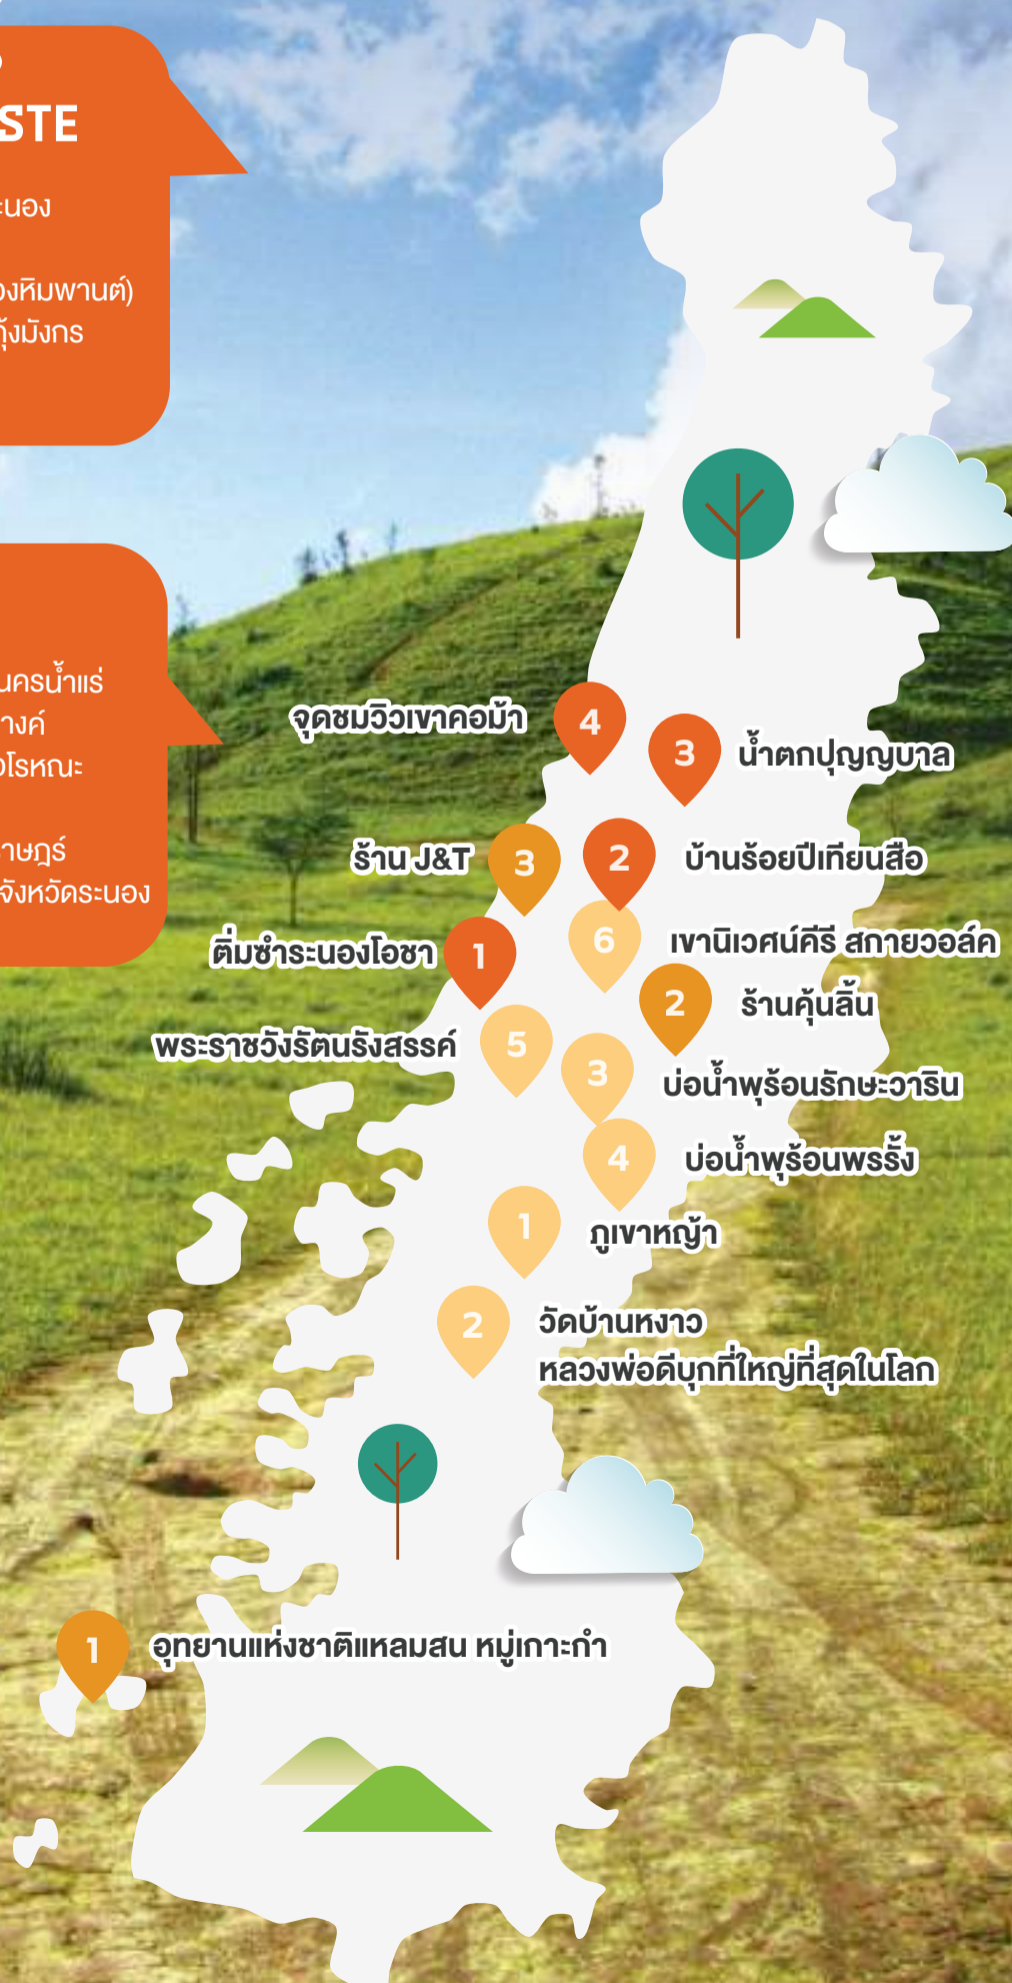 STE
ะนอง
องหิมพานต์)
กุ้งมังกร
นครน้ำแร่
างค์
วโรหณะ
ราษฎร์
จังหวัดระนอง
จุดชมวิวเขาคอม้า
4
3
น้ำตกปุญญบาล
ร้าน J&T
3
2
บ้านร้อยปีเทียนสือ
ติ่มซำระนองโอชา
1
6
เขานิเวศน์คีรี สกายวอล์ค
2
ร้านคุ้นลิ้น
พระราชวังรัตนรังสรรค์
5
3
บ่อน้ำพุร้อนรักษะวาริน
4
บ่อน้ำพุร้อนพรรั้ง
1
ภูเขาหญ้า
2
วัดบ้านหงาว
หลวงพ่อดีบุกที่ใหญ่ที่สุดในโลก
1
อุทยานแห่งชาติแหลมสน หมู่เกาะกำ